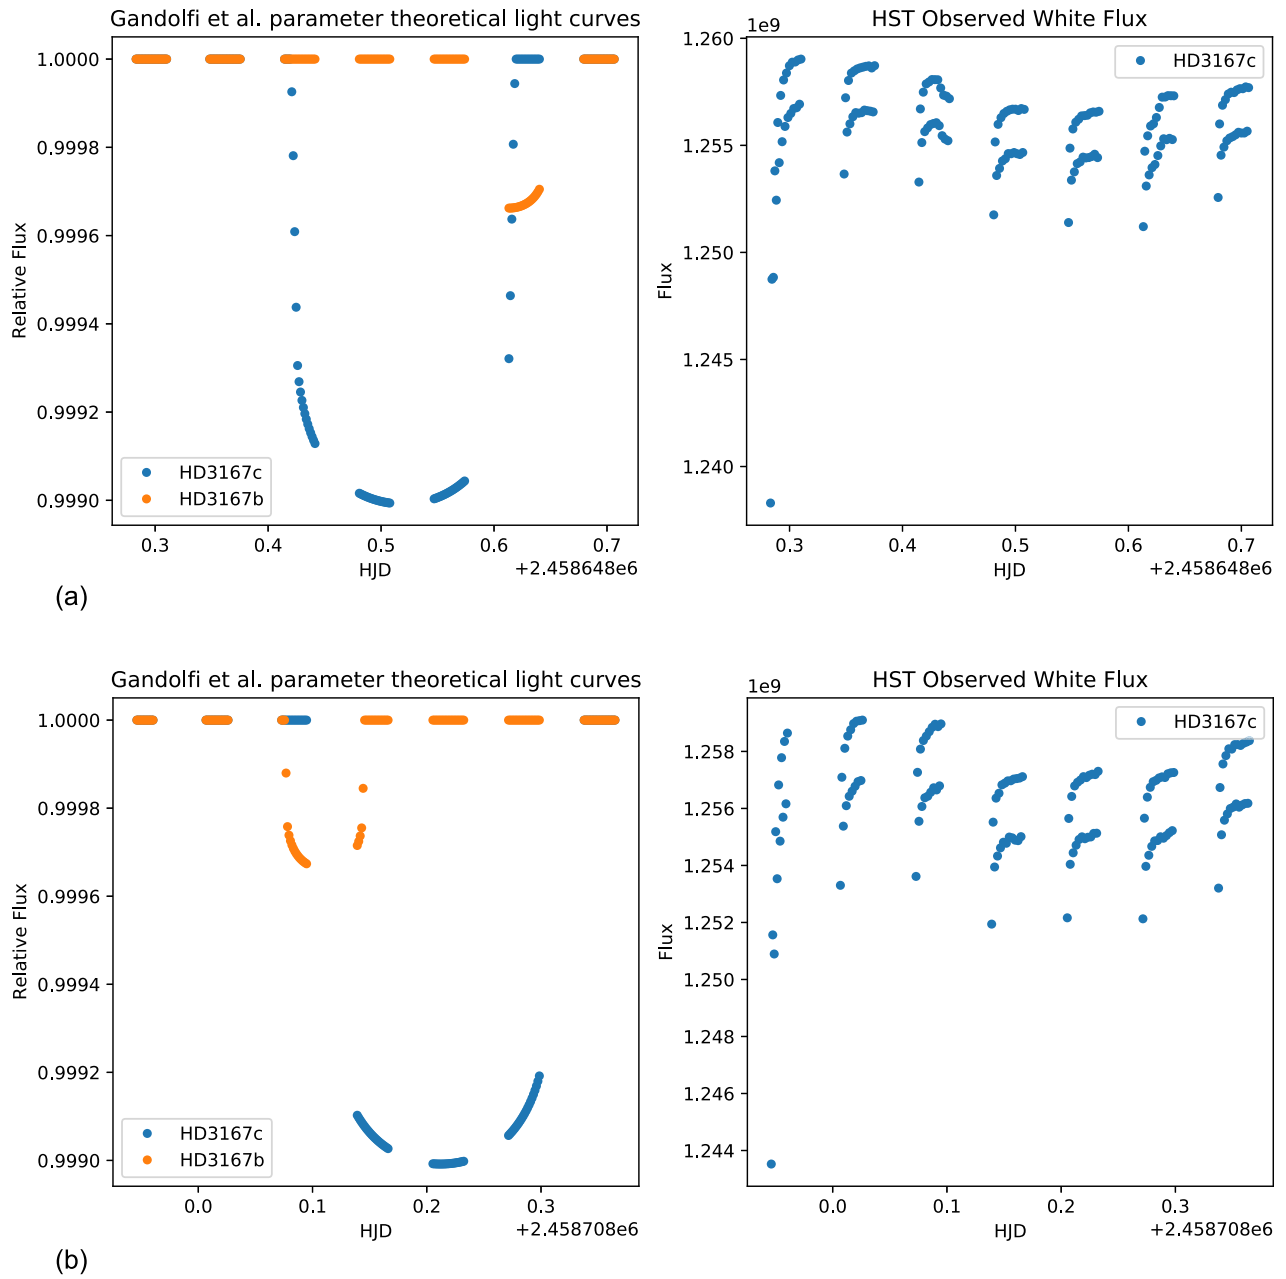 Gandolfi et al. parameter theoretical light curves
1.0000
0.9998
0.9996
0.9994
0.9992
0.9990
Relative Flux
HD3167c
HD3167b
0.3 0.4 0.5 0.6 0.7
HJD
+2.458648e6
HST Observed White Flux
1e9
1.260
1.255
1.250
1.245
1.240
Flux
HD3167c
0.3 0.4 0.5 0.6 0.7
HJD
+2.458648e6
(a)
Gandolfi et al. parameter theoretical light curves
1.0000
0.9998
0.9996
0.9994
0.9992
0.9990
Relative Flux
HD3167c
HD3167b
0.0 0.1 0.2 0.3
HJD
+2.458708e6
HST Observed White Flux
1e9
1.258
1.256
1.254
1.252
1.250
1.248
1.246
1.244
Flux
HD3167c
0.0 0.1 0.2 0.3
HJD
+2.458708e6
(b)